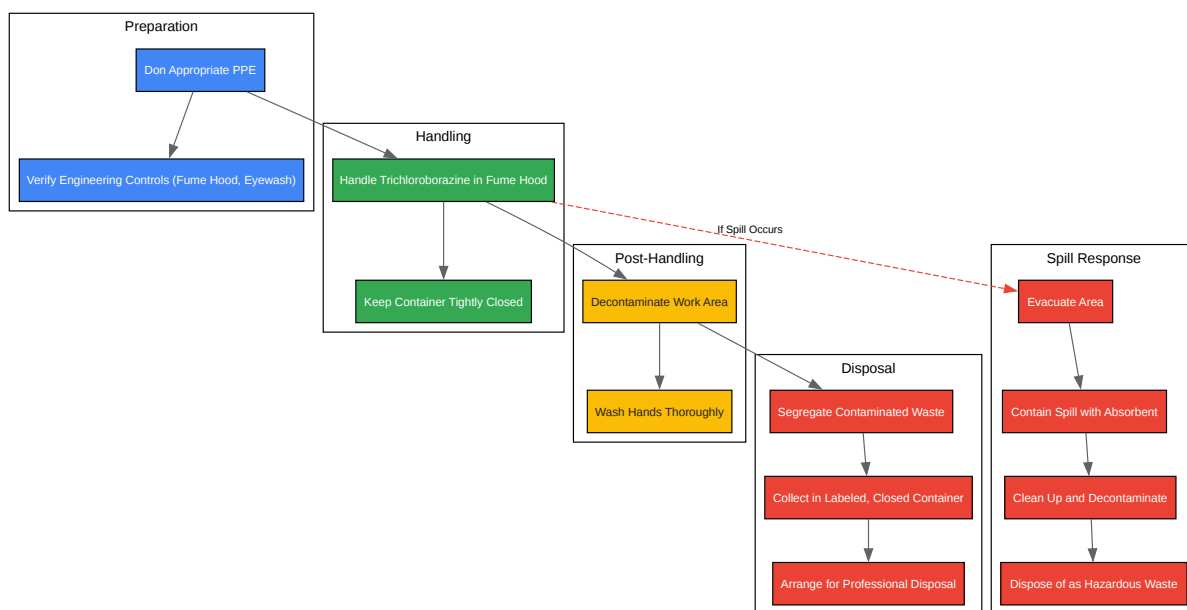 Preparation
Don Appropriate PPE
Verify Engineering Controls (Fume Hood, Eyewash)
Handling
Handle Trichloroborazine in Fume Hood
Keep Container Tightly Closed
If Spill Occurs
Post-Handling
Decontaminate Work Area
Wash Hands Thoroughly
Disposal
Segregate Contaminated Waste
Collect in Labeled, Closed Container
Arrange for Professional Disposal
Spill Response
Evacuate Area
Contain Spill with Absorbent
Clean Up and Decontaminate
Dispose of as Hazardous Waste